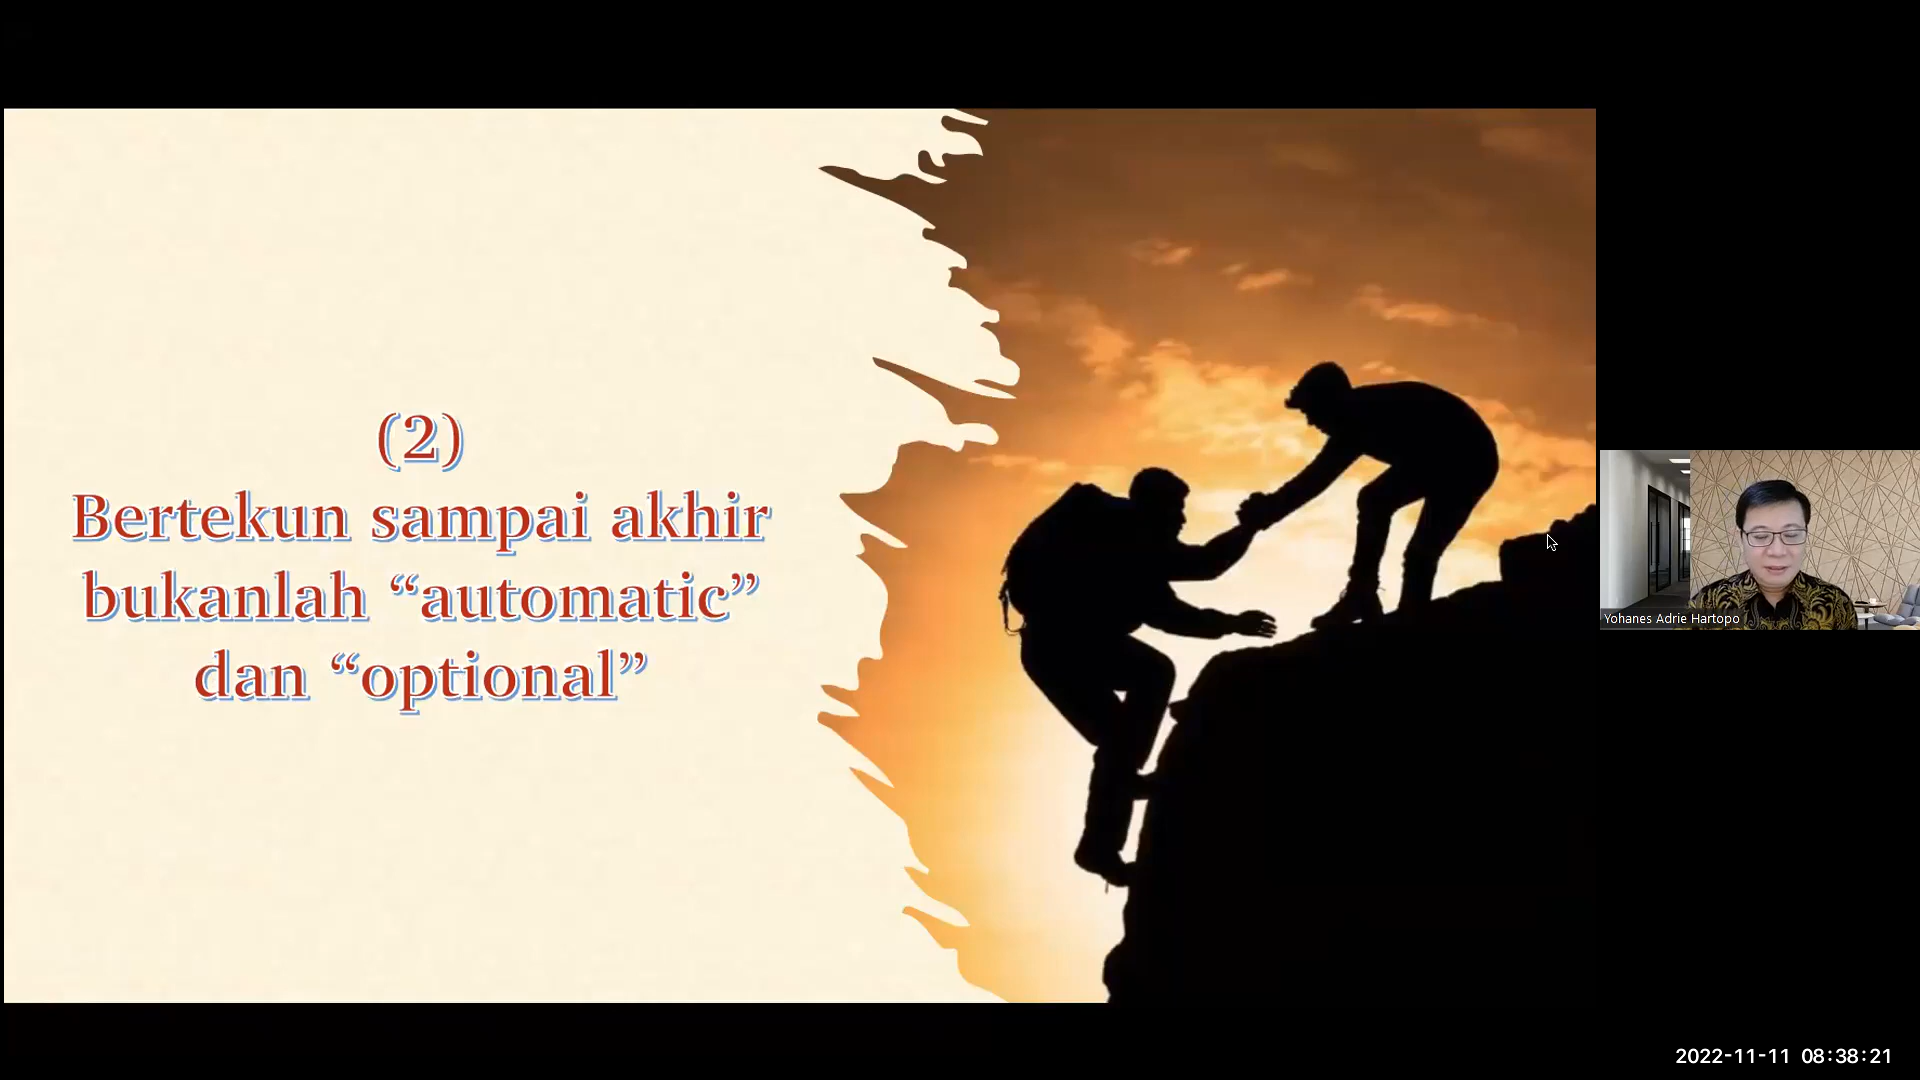 (2)
Bertekun sampai akhir
bukanlah “automatic”
dan “optional”
Yohanes Adrie Hartopo
2022-11-11 08:38:21